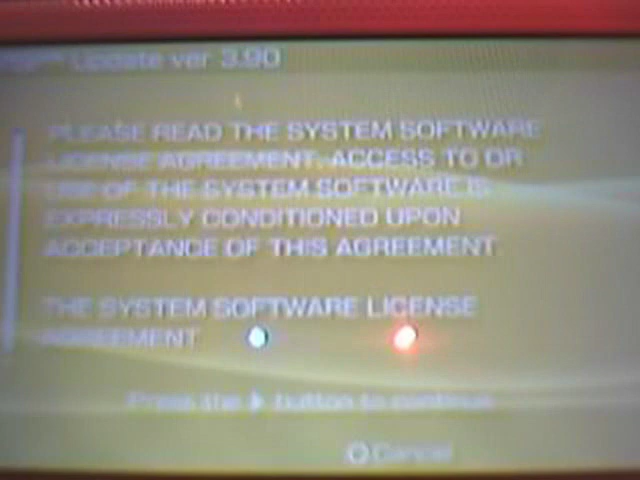 Update ver 3.90
PLEASE READ THE SYSTEM SOFTWARE
LICENSE AGREEMENT. ACCESS TO OR
USE OF THE SYSTEM SOFTWARE IS
EXPRESSLY CONDITIONED UPON
ACCEPTANCE OF THIS AGREEMENT.
THE SYSTEM SOFTWARE LICENSE
AGREEMENT
Press the button to continue.
Cancel